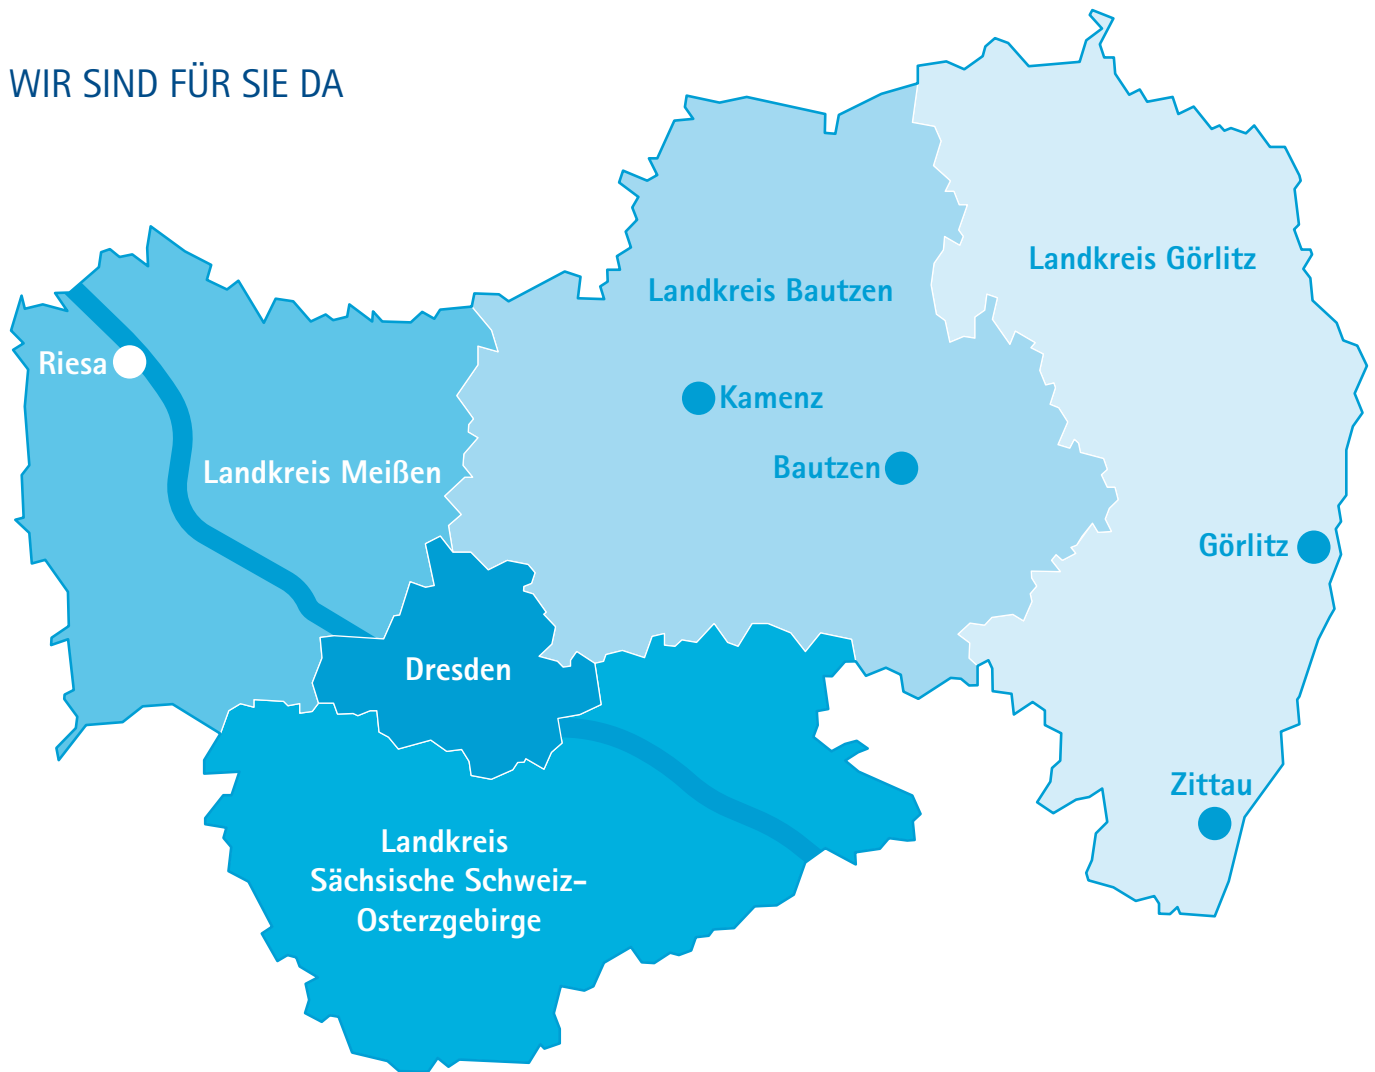 WIR SIND FÜR SIE DA
Landkreis Görlitz
Landkreis Bautzen
Riesa
Kamenz
Landkreis Meißen
Bautzen
Görlitz
Dresden
Zittau
Landkreis
Sächsische Schweiz-
Osterzgebirge